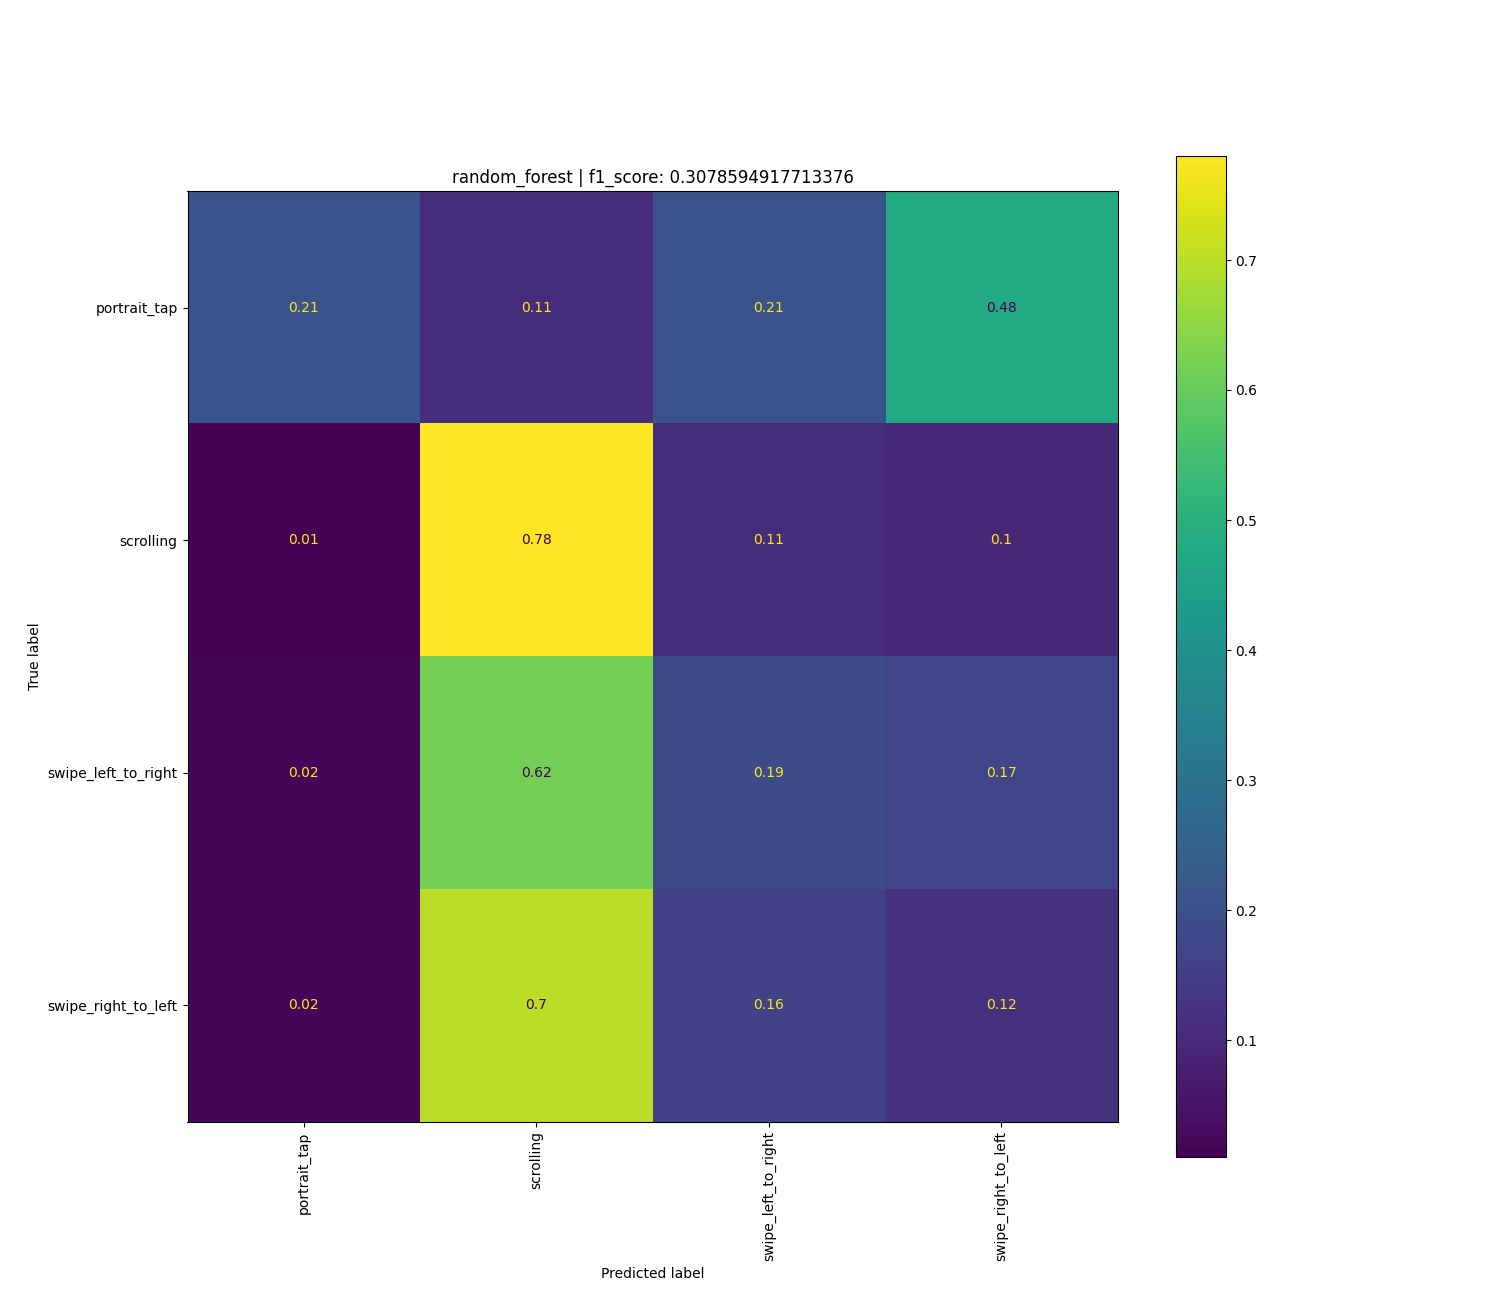 random_forest | f1_score: 0.3078594917713376
True label
portrait_tap
scrolling
swipe_left_to_right
swipe_right_to_left
0.21 0.11 0.21 0.48
0.01 0.78 0.11 0.1
0.02 0.62 0.19 0.17
0.02 0.7 0.16 0.12
portrait_tap
scrolling
swipe_left_to_right
swipe_right_to_left
Predicted label
0.7
0.6
0.5
0.4
0.3
0.2
0.1